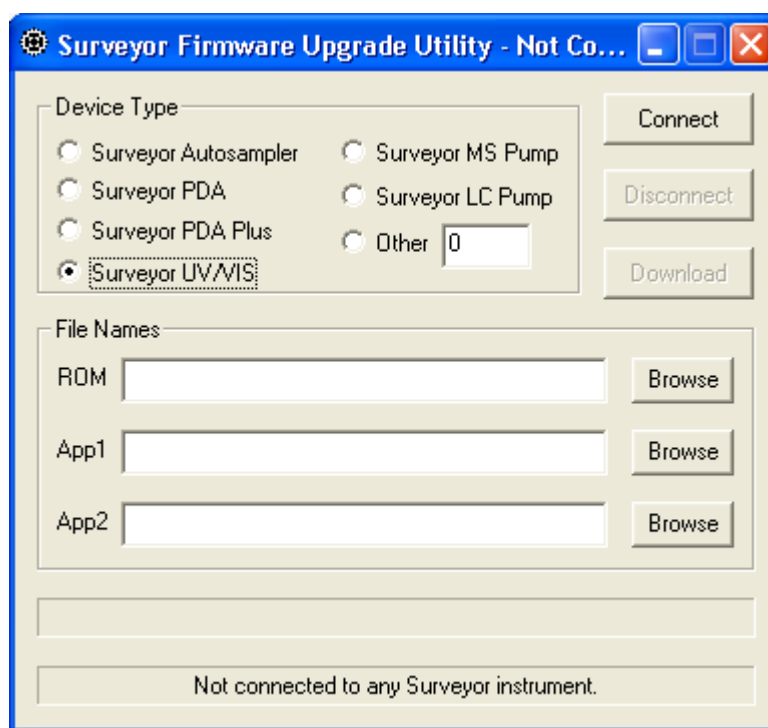 Surveyor Firmware Upgrade Utility - Not Co...
Device Type
Surveyor Autosampler
Surveyor PDA
Surveyor PDA Plus
Surveyor UV/VIS
Surveyor MS Pump
Surveyor LC Pump
Other 0
Connect
Disconnect
Download
File Names
ROM Browse
App1 Browse
App2 Browse
Not connected to any Surveyor instrument.